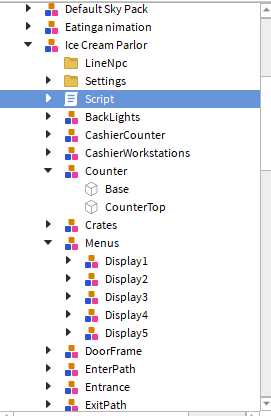 Default Sky Pack
Eatinga nimation
Ice Cream Parlor
LineNpc
Settings
Script
BackLights
CashierCounter
CashierWorkstations
Counter
Base
CounterTop
Crates
Menus
Display1
Display2
Display3
Display4
Display5
DoorFrame
EnterPath
Entrance
ExitPath